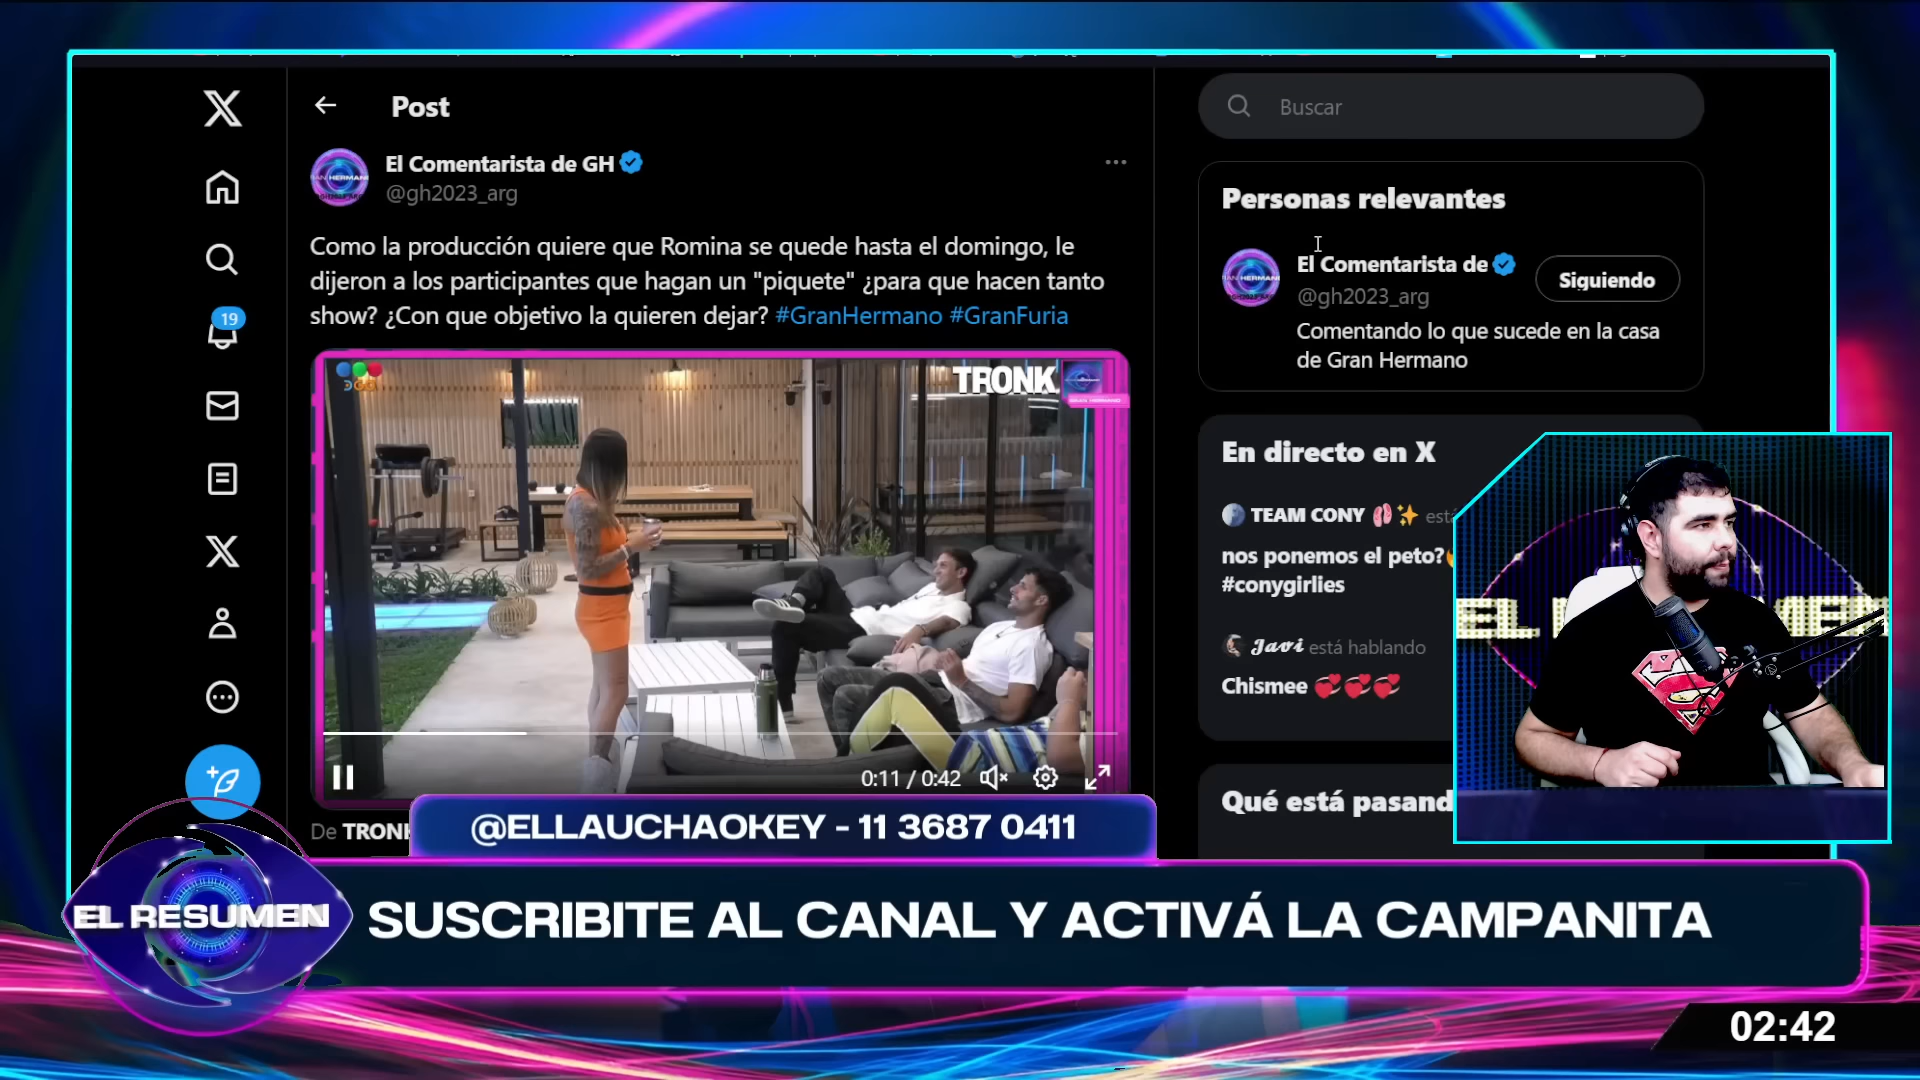 Post
El Comentarista de GH
@gh2023_arg
Como la producción quiere que Romina se quede hasta el domingo, le
dijeron a los participantes que hagan un "piquete" ¿para que hacen tanto
show? ¿Con que objetivo la quieren dejar? #GranHermano #GranFuria
TRONK
0:11 / 0:42
De TRONK
19
Buscar
Personas relevantes
El Comentarista de
@gh2023_arg
Siguiendo
Comentando lo que sucede en la casa
de Gran Hermano
En directo en X
TEAM CONY 🫁✨ está
nos ponemos el peto?
#conygirlies
Javi está hablando
Chismee 💞💞💞
Qué está pasand
@ELLAUCHAOKEY - 11 3687 0411
EL RESUMEN
SUSCRIBITE AL CANAL Y ACTIVÁ LA CAMPANITA
02:42